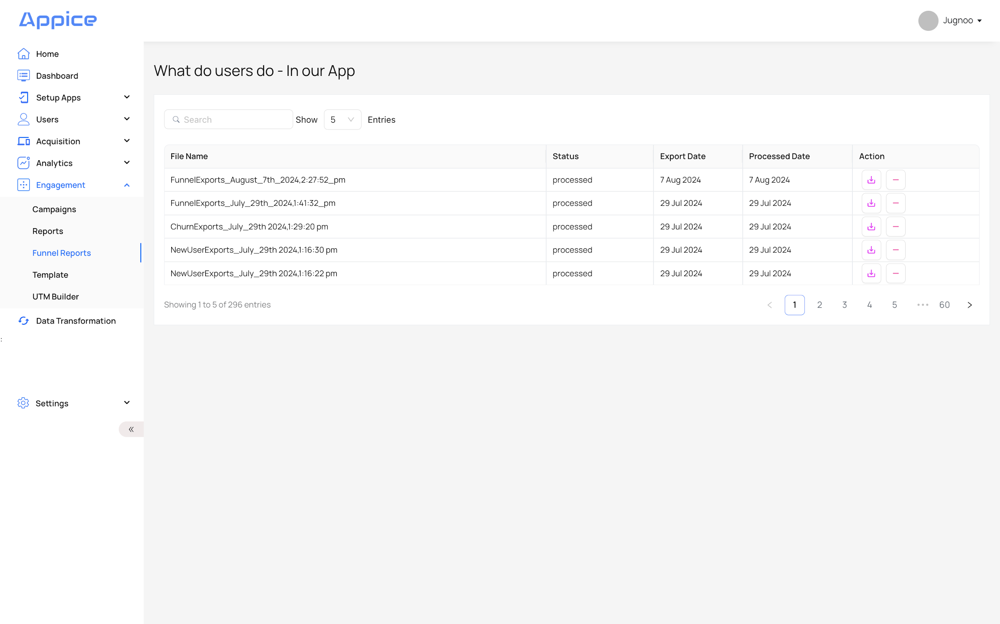 Appice
Jugnoo
Home
Dashboard
Setup Apps
Users
Acquisition
Analytics
Engagement
Campaigns
Reports
Funnel Reports
Template
UTM Builder
Data Transformation
:
Settings
What do users do - In our App
Search Show 5 Entries
File Name Status Export Date Processed Date Action
FunnelExports_August_7th_2024,2:27:52_pm processed 7 Aug 2024 7 Aug 2024
FunnelExports_July_29th_2024,1:41:32_pm processed 29 Jul 2024 29 Jul 2024
ChurnExports_July_29th 2024,1:29:20 pm processed 29 Jul 2024 29 Jul 2024
NewUserExports_July_29th 2024,1:16:30 pm processed 29 Jul 2024 29 Jul 2024
NewUserExports_July_29th 2024,1:16:22 pm processed 29 Jul 2024 29 Jul 2024
Showing 1 to 5 of 296 entries < 1 2 3 4 5 ••• 60 >